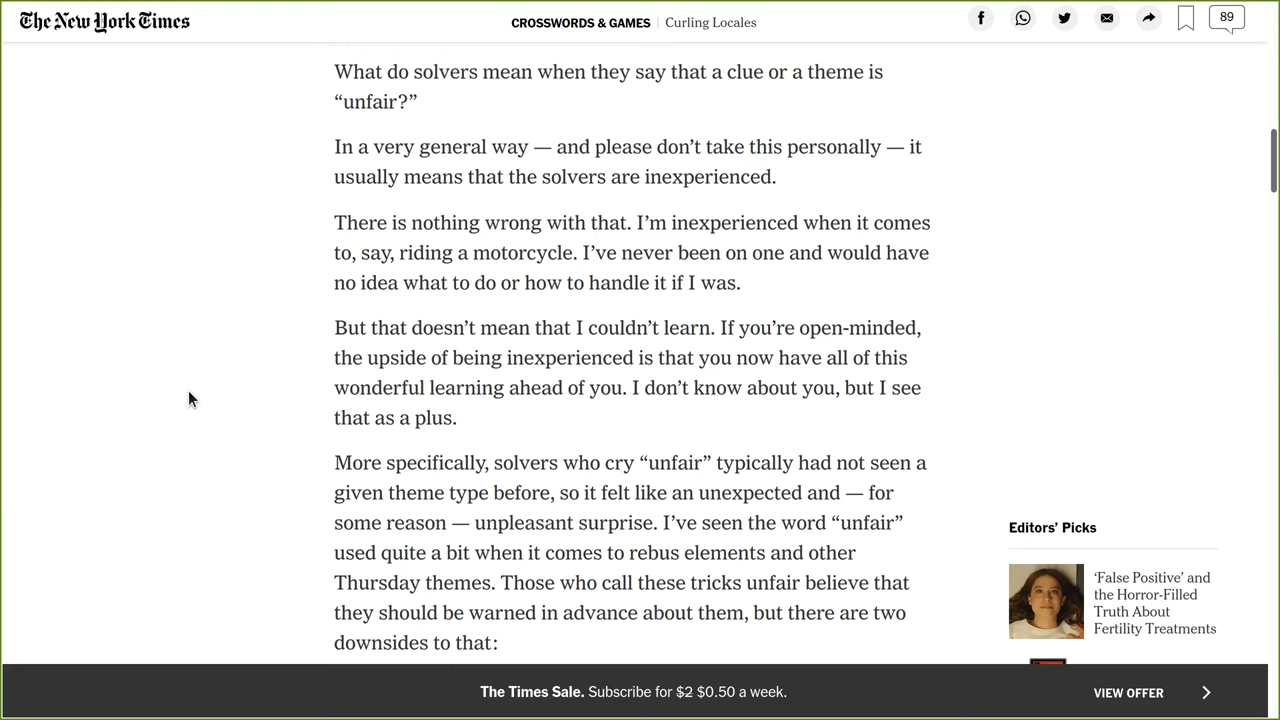 The New York Times
CROSSWORDS & GAMES | Curling Locales
89
What do solvers mean when they say that a clue or a theme is
“unfair?”
In a very general way — and please don’t take this personally — it
usually means that the solvers are inexperienced.
There is nothing wrong with that. I’m inexperienced when it comes
to, say, riding a motorcycle. I’ve never been on one and would have
no idea what to do or how to handle it if I was.
But that doesn’t mean that I couldn’t learn. If you’re open-minded,
the upside of being inexperienced is that you now have all of this
wonderful learning ahead of you. I don’t know about you, but I see
that as a plus.
More specifically, solvers who cry “unfair” typically had not seen a
given theme type before, so it felt like an unexpected and — for
some reason — unpleasant surprise. I’ve seen the word “unfair”
used quite a bit when it comes to rebus elements and other
Thursday themes. Those who call these tricks unfair believe that
they should be warned in advance about them, but there are two
downsides to that:
Editors’ Picks
‘False Positive’ and
the Horror-Filled
Truth About
Fertility Treatments
The Times Sale. Subscribe for $2 $0.50 a week.
VIEW OFFER